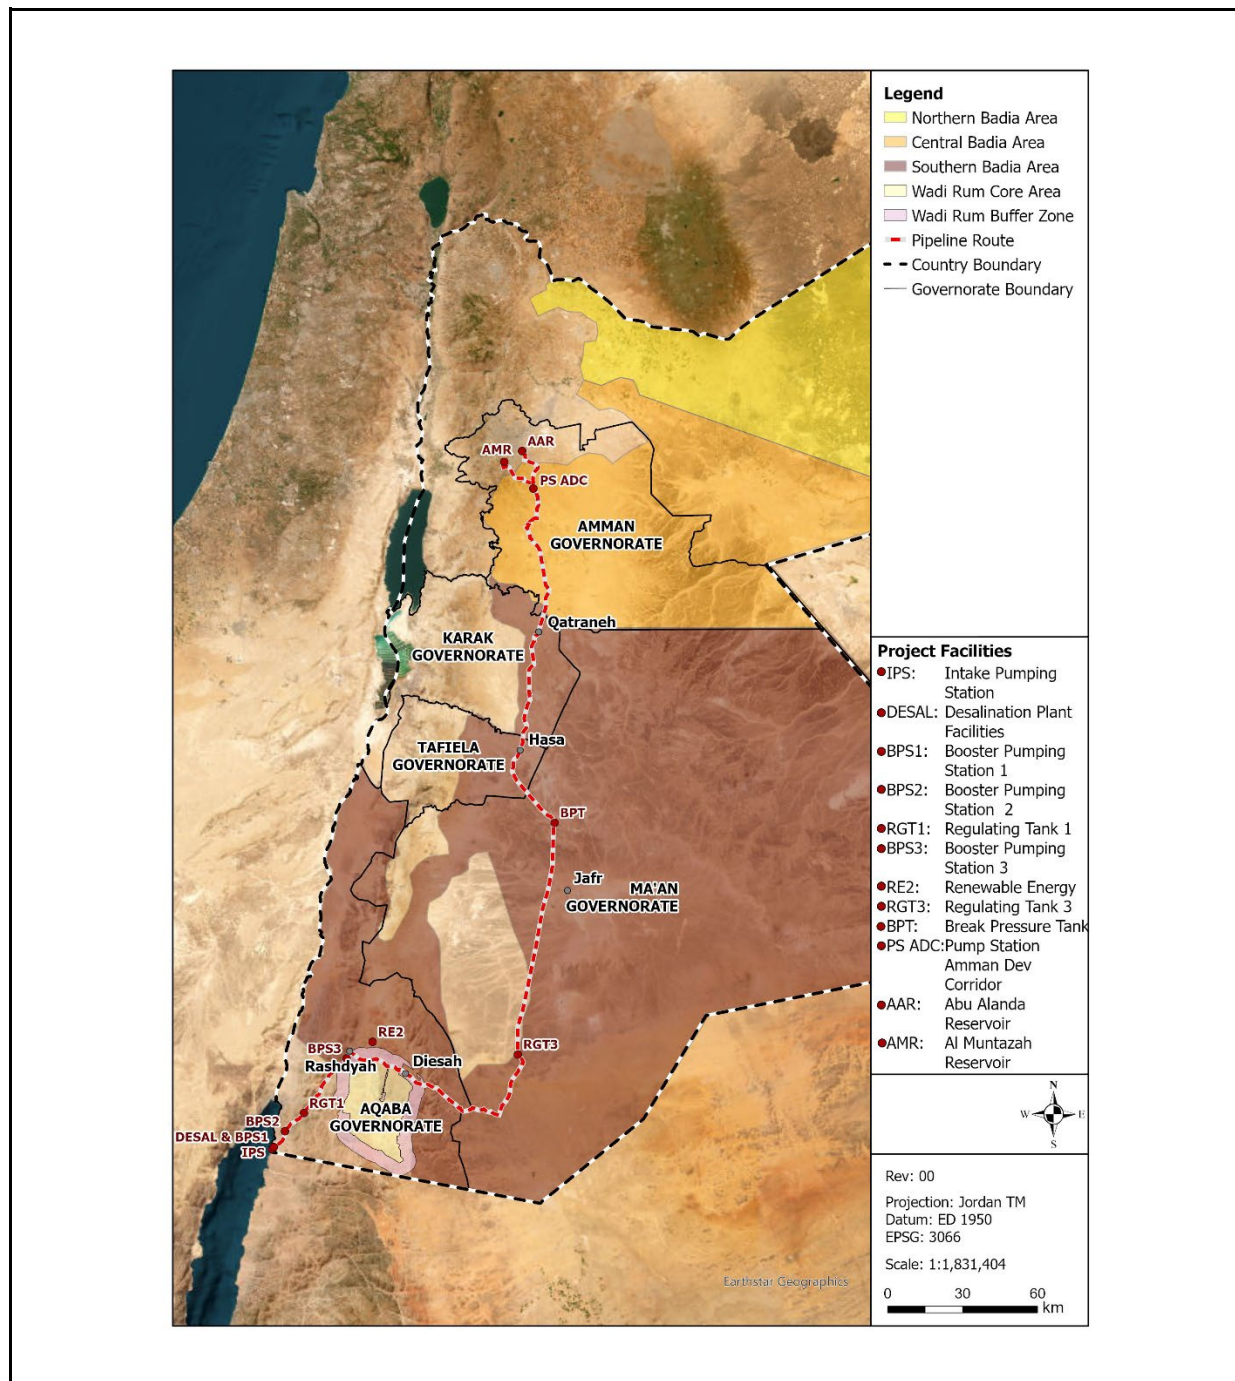 Legend
Northern Badia Area
Central Badia Area
Southern Badia Area
Wadi Rum Core Area
Wadi Rum Buffer Zone
Pipeline Route
Country Boundary
Governorate Boundary
AAR
AMR
PS ADC
AMMAN
GOVERNORATE
Qatraneh
KARAK
GOVERNORATE
Hasa
TAFIELA
GOVERNORATE
BPT
Jafr
MA'AN
GOVERNORATE
RE2
BPS3
Rashdyah
Diesah
RGT3
RGT1
AQABA
GOVERNORATE
BPS2
DESAL & BPS1
IPS
Earthstar Geographics
Project Facilities
IPS: Intake Pumping
Station
DESAL: Desalination Plant
Facilities
BPS1: Booster Pumping
Station 1
BPS2: Booster Pumping
Station 2
RGT1: Regulating Tank 1
BPS3: Booster Pumping
Station 3
RE2: Renewable Energy
RGT3: Regulating Tank 3
BPT: Break Pressure Tank
PS ADC: Pump Station
Amman Dev
Corridor
AAR: Abu Alanda
Reservoir
AMR: Al Muntazah
Reservoir
N
W E
S
Rev: 00
Projection: Jordan TM
Datum: ED 1950
EPSG: 3066
Scale: 1:1,831,404
0 30 60
km